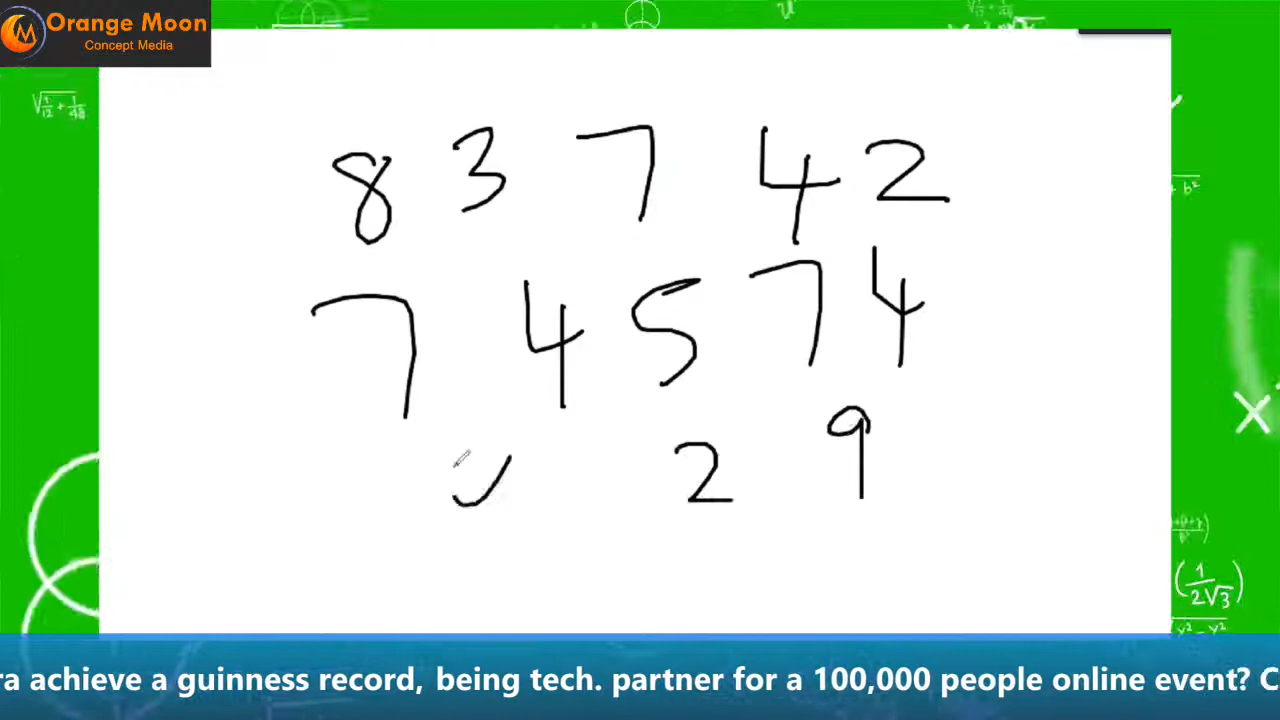 Orange Moon
Concept Media
8 3 7 4 2
7 4 5 7 4
2 9
ra achieve a guinness record, being tech. partner for a 100,000 people online event? C